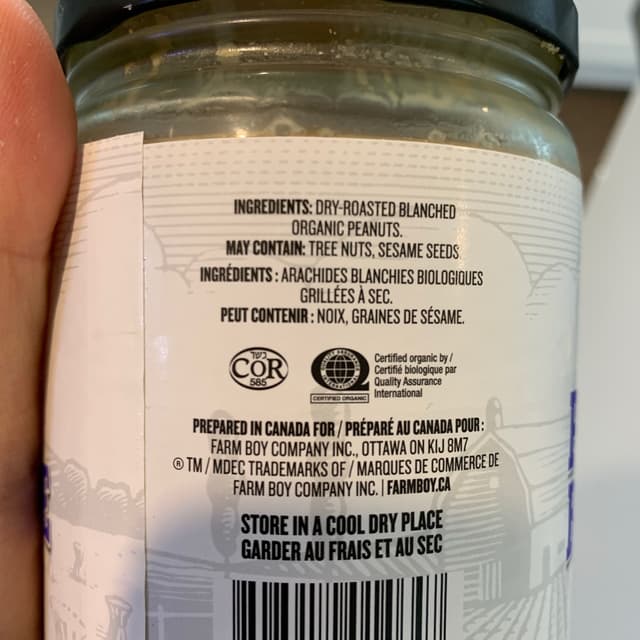 INGREDIENTS: DRY-ROASTED BLANCHED
ORGANIC PEANUTS.
MAY CONTAIN: TREE NUTS, SESAME SEEDS
INGRÉDIENTS : ARACHIDES BLANCHIES BIOLOGIQUES
GRILLÉES À SEC.
PEUT CONTENIR : NOIX, GRAINES DE SÉSAME.
כשר
COR
585
QUALITY ASSURANCE INTERNATIONAL
CERTIFIED ORGANIC
Certified organic by /
Certifié biologique par
Quality Assurance
International
PREPARED IN CANADA FOR / PRÉPARÉ AU CANADA POUR :
FARM BOY COMPANY INC., OTTAWA ON K1J 8M7
® TM / MDEC TRADEMARKS OF / MARQUES DE COMMERCE DE
FARM BOY COMPANY INC. | FARMBOY.CA
STORE IN A COOL DRY PLACE
GARDER AU FRAIS ET AU SEC